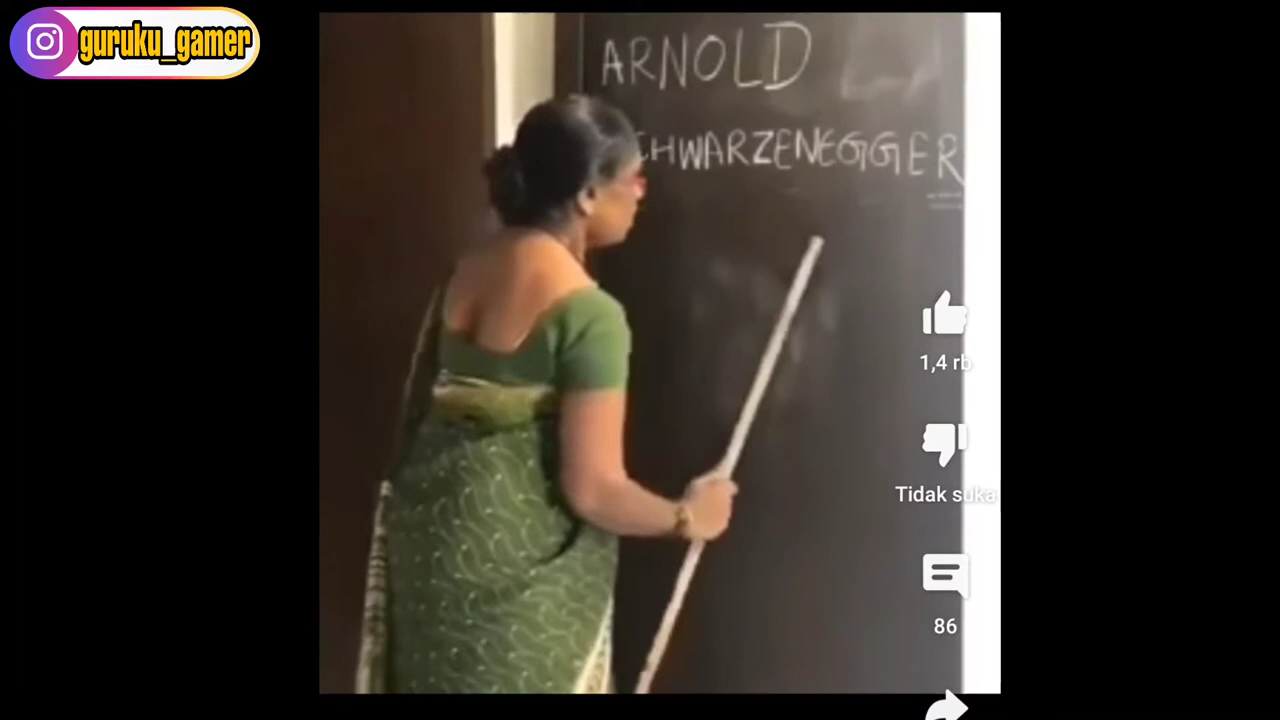 guruku_gamer
ARNOLD
CHWARZENEGGER
1,4 rb
Tidak suka
86